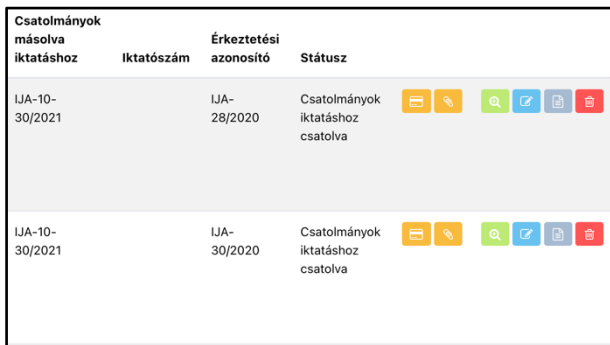 Csatolmányok
másolva
iktatáshoz
Iktatószám
Érkeztetési
azonosító
Státusz
IJA-10-
30/2021
IJA-
28/2020
Csatolmányok
iktatáshoz
csatolva
IJA-10-
30/2021
IJA-
30/2020
Csatolmányok
iktatáshoz
csatolva